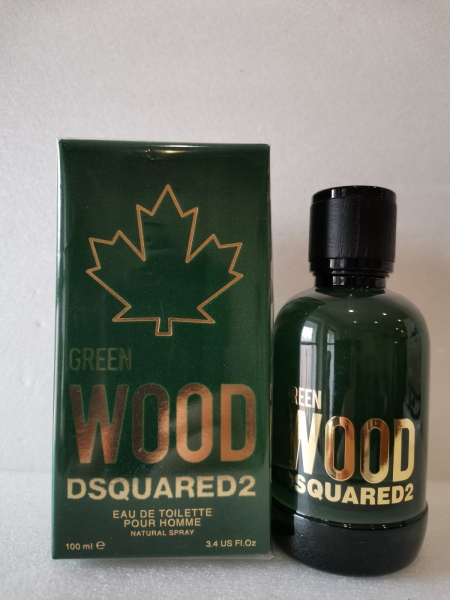 GREEN
WOOD
DSQUARED2
EAU DE TOILETTE
POUR HOMME
NATURAL SPRAY
100 ml ℮
3.4 US Fl.Oz
GREEN
WOOD
DSQUARED2